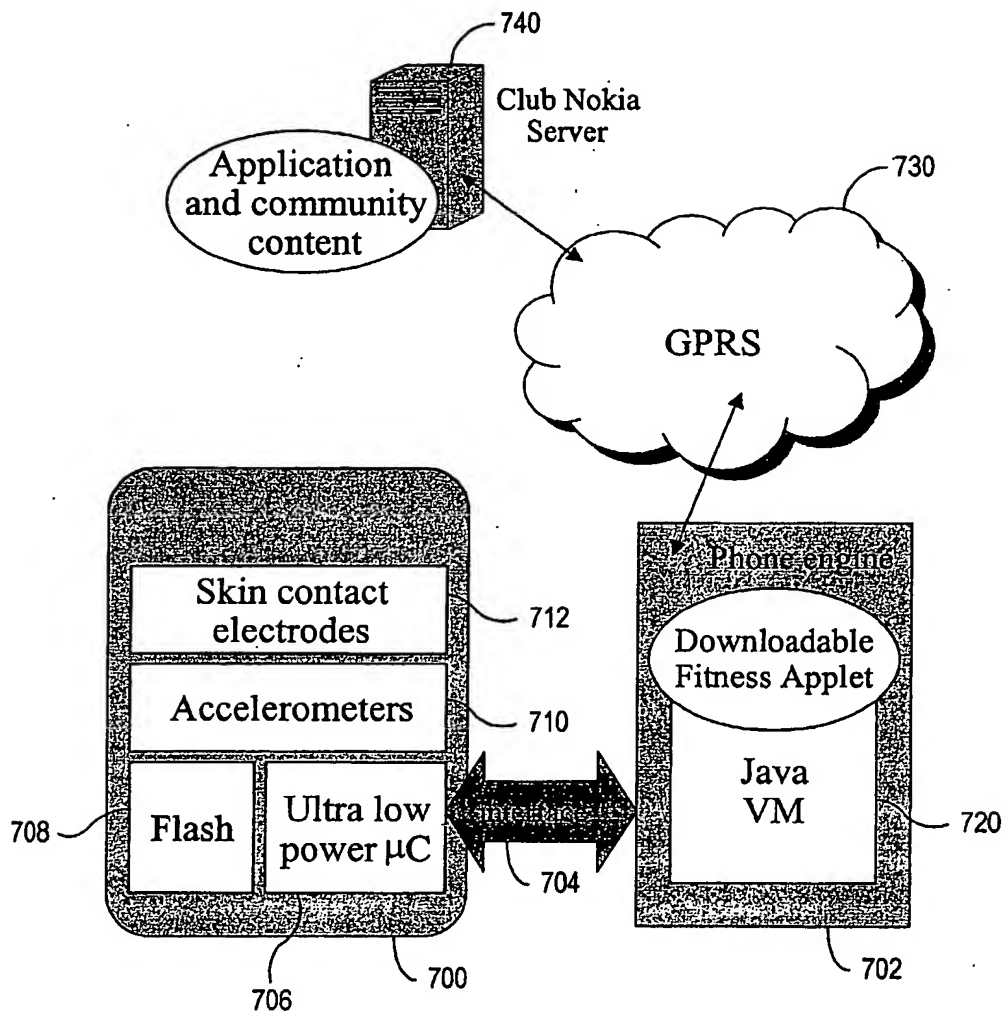 740
Club Nokia
Server
Application
and community
content
730
GPRS
Phone engine
Skin contact
electrodes
712
Downloadable
Fitness Applet
Accelerometers
710
Java
VM
708
Flash
Ultra low
power µC
Interface
720
704
706
700
702